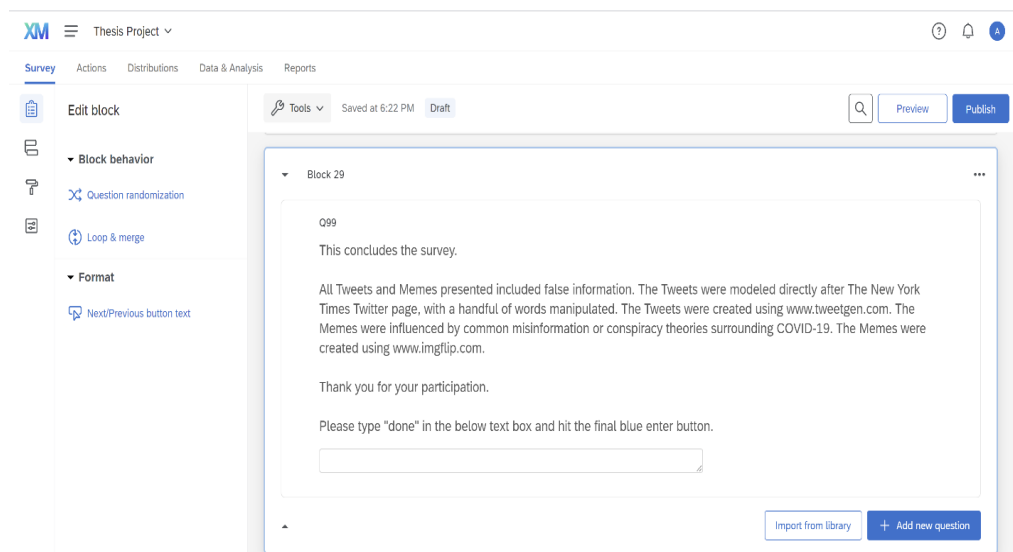 XM Thesis Project
? A
Survey Actions Distributions Data & Analysis Reports
Edit block
Tools Saved at 6:22 PM Draft Preview Publish
Block behavior
Question randomization
Loop & merge
Format
Next/Previous button text
Block 29
Q99
This concludes the survey.
All Tweets and Memes presented included false information. The Tweets were modeled directly after The New York
Times Twitter page, with a handful of words manipulated. The Tweets were created using www.tweetgen.com. The
Memes were influenced by common misinformation or conspiracy theories surrounding COVID-19. The Memes were
created using www.imgflip.com.
Thank you for your participation.
Please type "done" in the below text box and hit the final blue enter button.
Import from library + Add new question